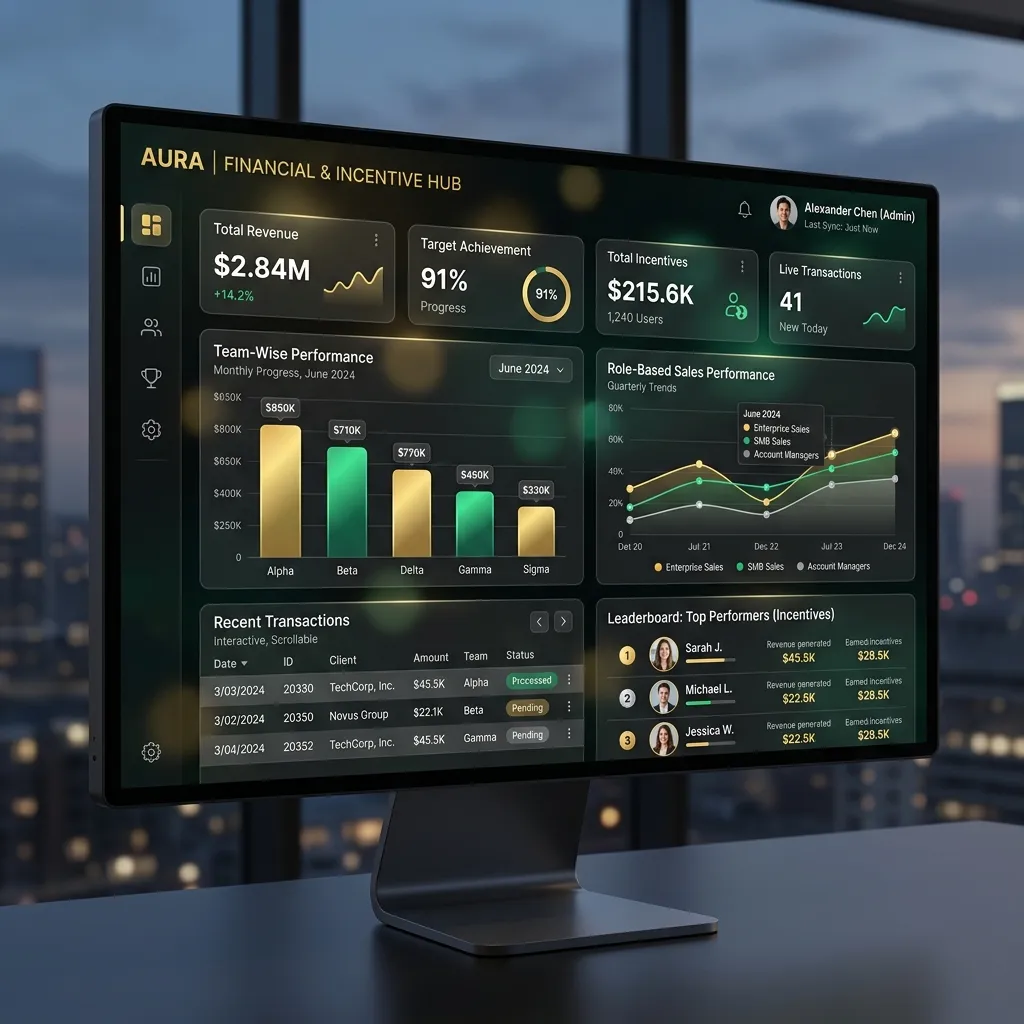 AURA | FINANCIAL & INCENTIVE HUB
Alexander Chen (Admin)
Last Sync: Just Now
Total Revenue
$2.84M
+14.2%
Target Achievement
91%
Progress
91%
Total Incentives
$215.6K
1,240 Users
Live Transactions
41
New Today
Team-Wise Performance
Monthly Progress, June 2024
June 2024
$050K
$800K
$650K
$400K
$250K
0
$850K
$710K
$770K
$450K
$330K
Alpha
Beta
Delta
Gamma
Sigma
Role-Based Sales Performance
Quarterly Trends
80K
60K
40K
20K
0
June 2024
Enterprise Sales
SMB Sales
Account Managers
Det 20
Jul 21
Dec 22
Jul 23
Dec 24
Enterprise Sales
SMB Sales
Account Managers
Recent Transactions
Interactive, Scrollable
Date ID Client Amount Team Status
3/03/2024 20330 TechCorp, Inc. $45.5K Alpha Prccessed
3/02/2024 20350 Novus Group $22.1K Beta Pending
3/04/2024 20352 TechCorp, Inc. $45.5K Gamma Pending
Leaderboard: Top Performers (Incentives)
1 Sarah J.
Revenue generated
$45.5K
Earned incentives
$28.5K
2 Michael L.
Revenue generated
$22.5K
Earned incentives
$28.5K
3 Jessica W.
Revenue generated
$22.5K
Earned incentives
$28.5K